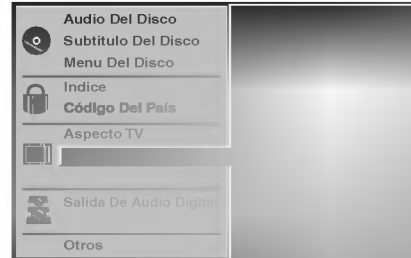 Audio Del Disco
Subtitulo Del Disco
Menu Del Disco
Indice
Código Del País
Aspecto TV
Salida De Audio Digital
Otros